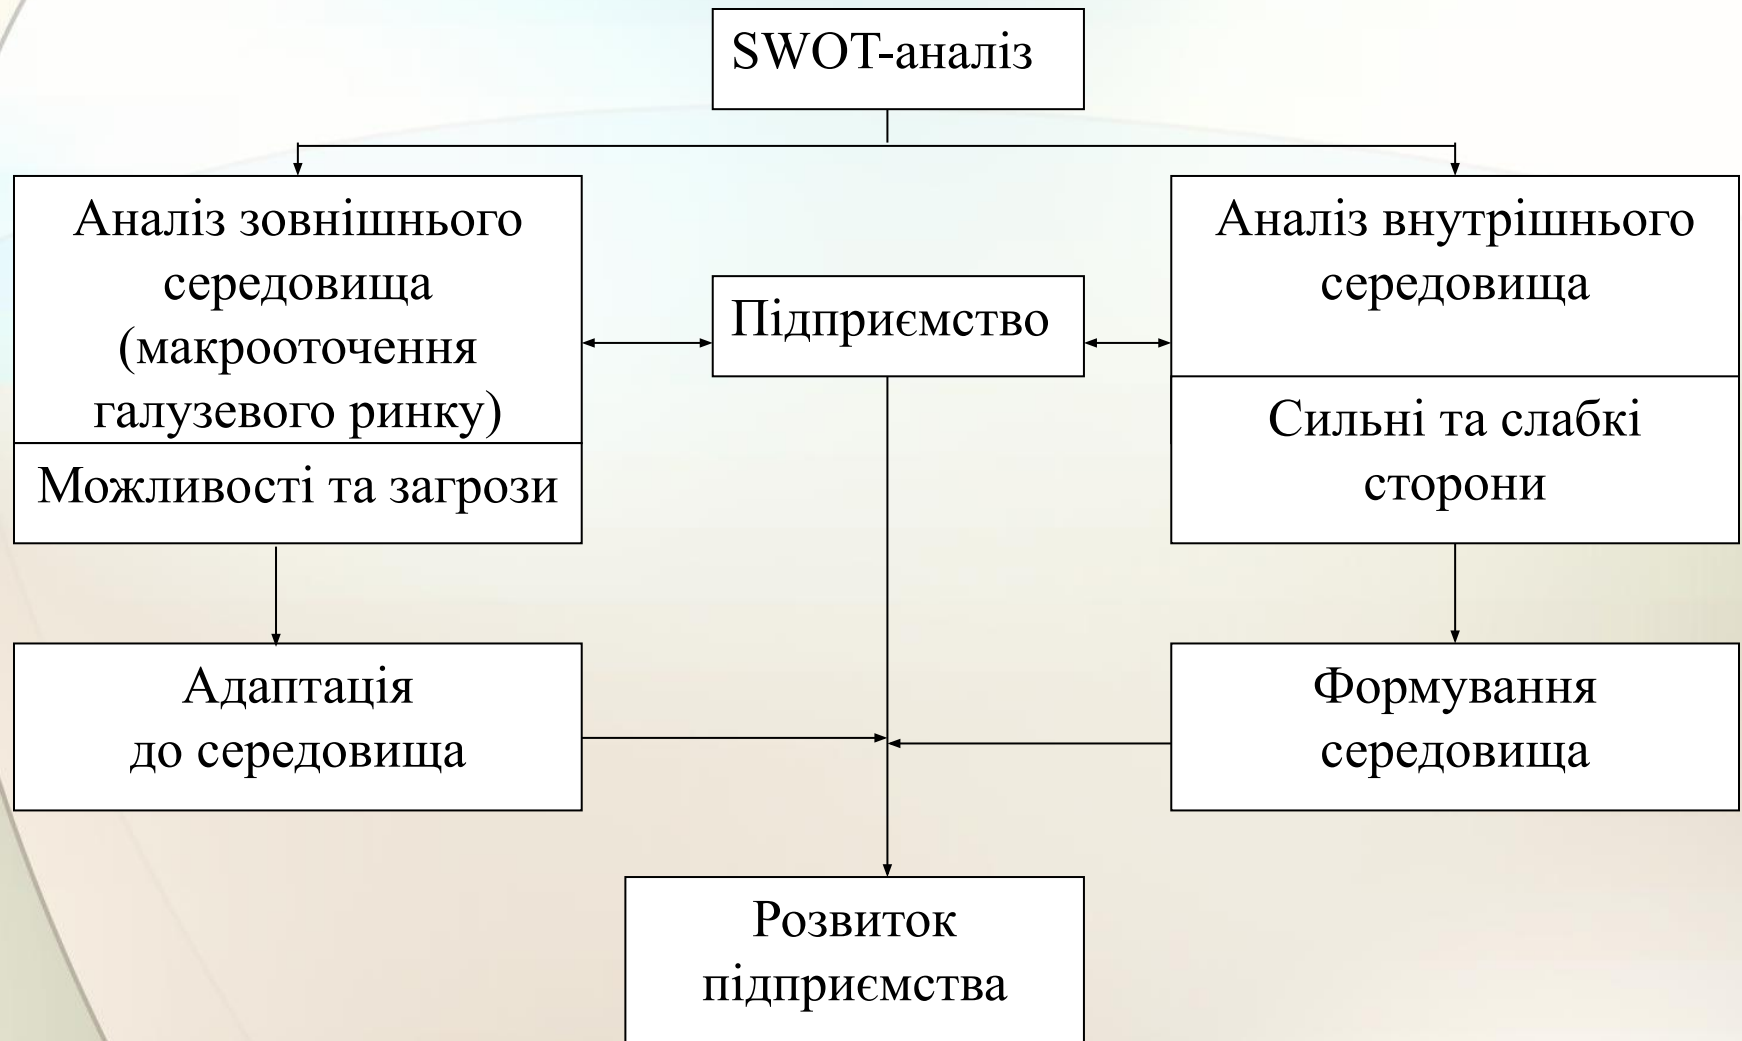 SWOT-аналіз
Аналіз зовнішнього
середовища
(макрооточення
галузевого ринку)
Можливості та загрози
Підприємство
Аналіз внутрішнього
середовища
Сильні та слабкі
сторони
Адаптація
до середовища
Формування
середовища
Розвиток
підприємства